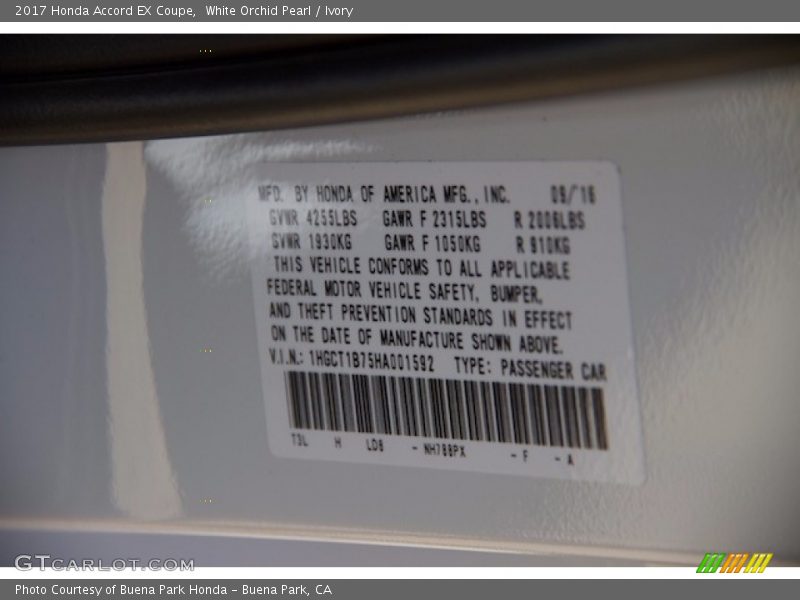 2017 Honda Accord EX Coupe,  White Orchid Pearl / Ivory
MFD. BY HONDA OF AMERICA MFG., INC. 08/'16
GVWR 4255LBS GAWR F 2315LBS R 2006LBS
GVWR 1930KG GAWR F 1050KG R 910KG
THIS VEHICLE CONFORMS TO ALL APPLICABLE
FEDERAL MOTOR VEHICLE SAFETY, BUMPER,
AND THEFT PREVENTION STANDARDS IN EFFECT
ON THE DATE OF MANUFACTURE SHOWN ABOVE.
V.I.N.: 1HGCT1B75HA001592 TYPE: PASSENGER CAR
T3L H LD8 - NH788PX - F - A
GTCARLOT.COM
Photo Courtesy of Buena Park Honda – Buena Park, CA